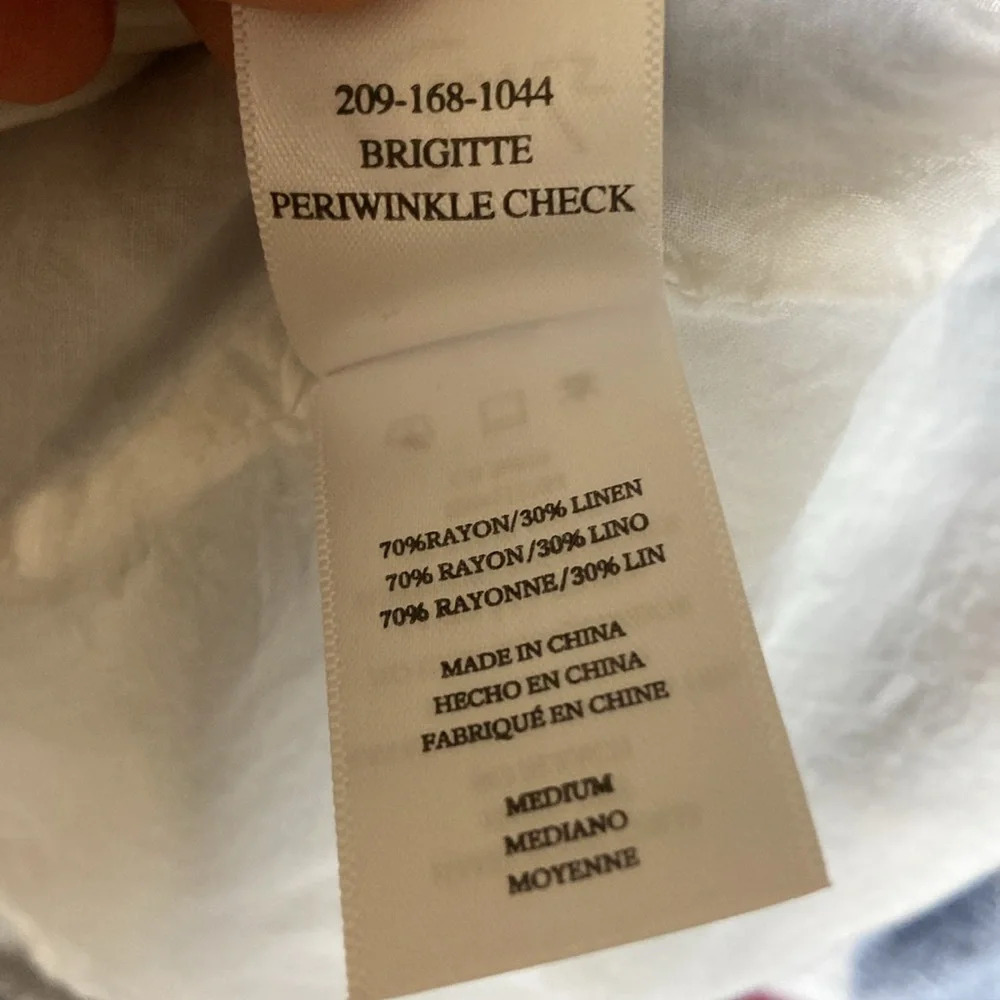 209-168-1044
BRIGITTE
PERIWINKLE CHECK
70%RAYON/30% LINEN
70% RAYON/30% LINO
70% RAYONNE/30% LIN
MADE IN CHINA
HECHO EN CHINA
FABRIQUÉ EN CHINE
MEDIUM
MEDIANO
MOYENNE